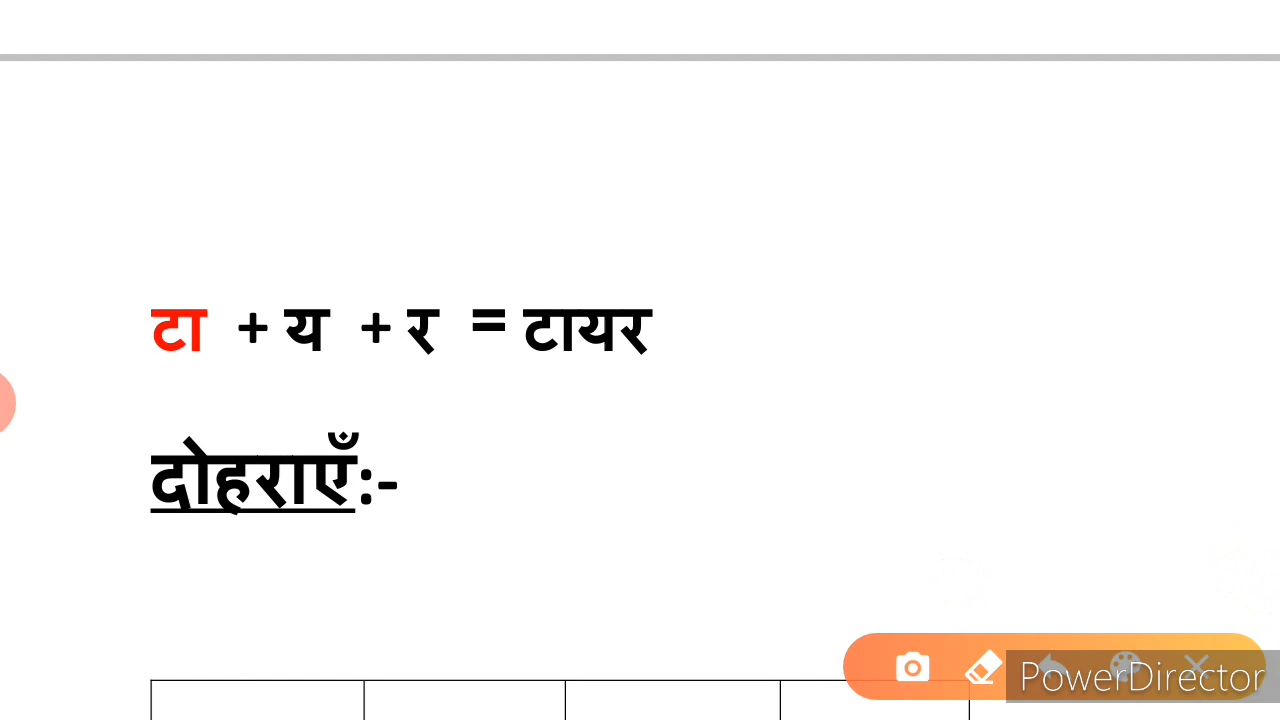 टा + य + र = टायर
दोहराएँ:-
PowerDirector